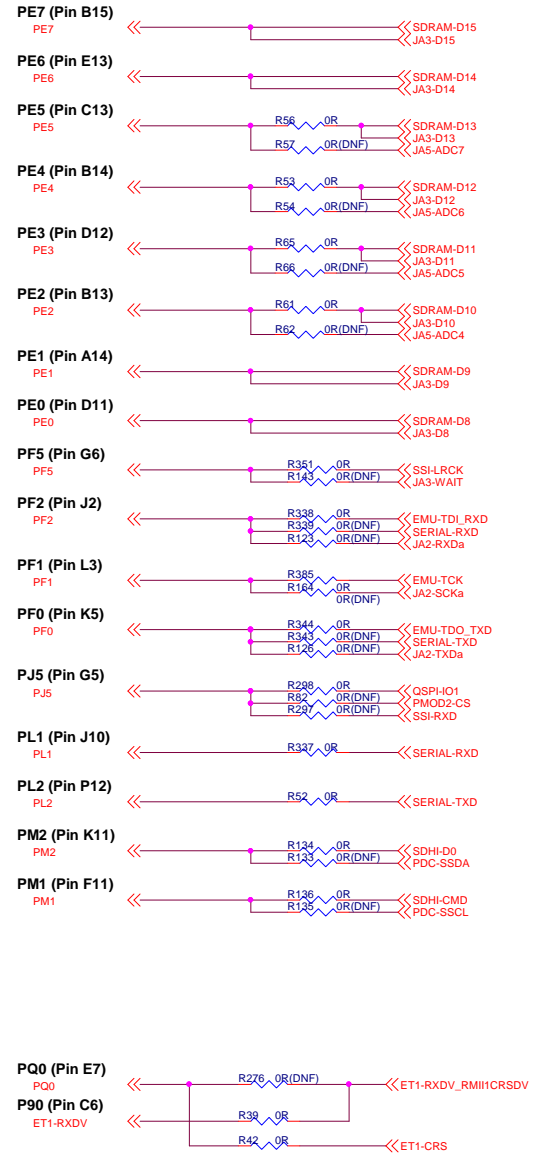 PE7 (Pin B15)
PE7
SDRAM-D15
JA3-D15
PE6 (Pin E13)
PE6
SDRAM-D14
JA3-D14
PE5 (Pin C13)
PE5
R56 0R
SDRAM-D13
JA3-D13
R57 0R(DNF)
JA5-ADC7
PE4 (Pin B14)
PE4
R53 0R
SDRAM-D12
JA3-D12
R54 0R(DNF)
JA5-ADC6
PE3 (Pin D12)
PE3
R65 0R
SDRAM-D11
JA3-D11
R66 0R(DNF)
JA5-ADC5
PE2 (Pin B13)
PE2
R61 0R
SDRAM-D10
JA3-D10
R62 0R(DNF)
JA5-ADC4
PE1 (Pin A14)
PE1
SDRAM-D9
JA3-D9
PE0 (Pin D11)
PE0
SDRAM-D8
JA3-D8
PF5 (Pin G6)
PF5
R351 0R
SSI-LRCK
R143 0R(DNF)
JA3-WAIT
PF2 (Pin J2)
PF2
R338 0R
EMU-TDI_RXD
R339 0R(DNF)
SERIAL-RXD
R123 0R(DNF)
JA2-RXDa
PF1 (Pin L3)
PF1
R385 0R
EMU-TCK
R164
0R(DNF)
JA2-SCKa
PF0 (Pin K5)
PF0
R344 0R
EMU-TDO_TXD
R343 0R(DNF)
SERIAL-TXD
R126 0R(DNF)
JA2-TXDa
PJ5 (Pin G5)
PJ5
R298 0R
QSPI-IO1
R82 0R(DNF)
PMOD2-CS
R297 0R(DNF)
SSI-RXD
PL1 (Pin J10)
PL1
R337 0R
SERIAL-RXD
PL2 (Pin P12)
PL2
R52 0R
SERIAL-TXD
PM2 (Pin K11)
PM2
R134 0R
SDHI-D0
R133 0R(DNF)
PDC-SSDA
PM1 (Pin F11)
PM1
R136 0R
SDHI-CMD
R135 0R(DNF)
PDC-SSCL
PQ0 (Pin E7)
PQ0
R276 0R(DNF)
ET1-RXDV_RMII1CRSDV
P90 (Pin C6)
ET1-RXDV
R39 0R
R42 0R
ET1-CRS